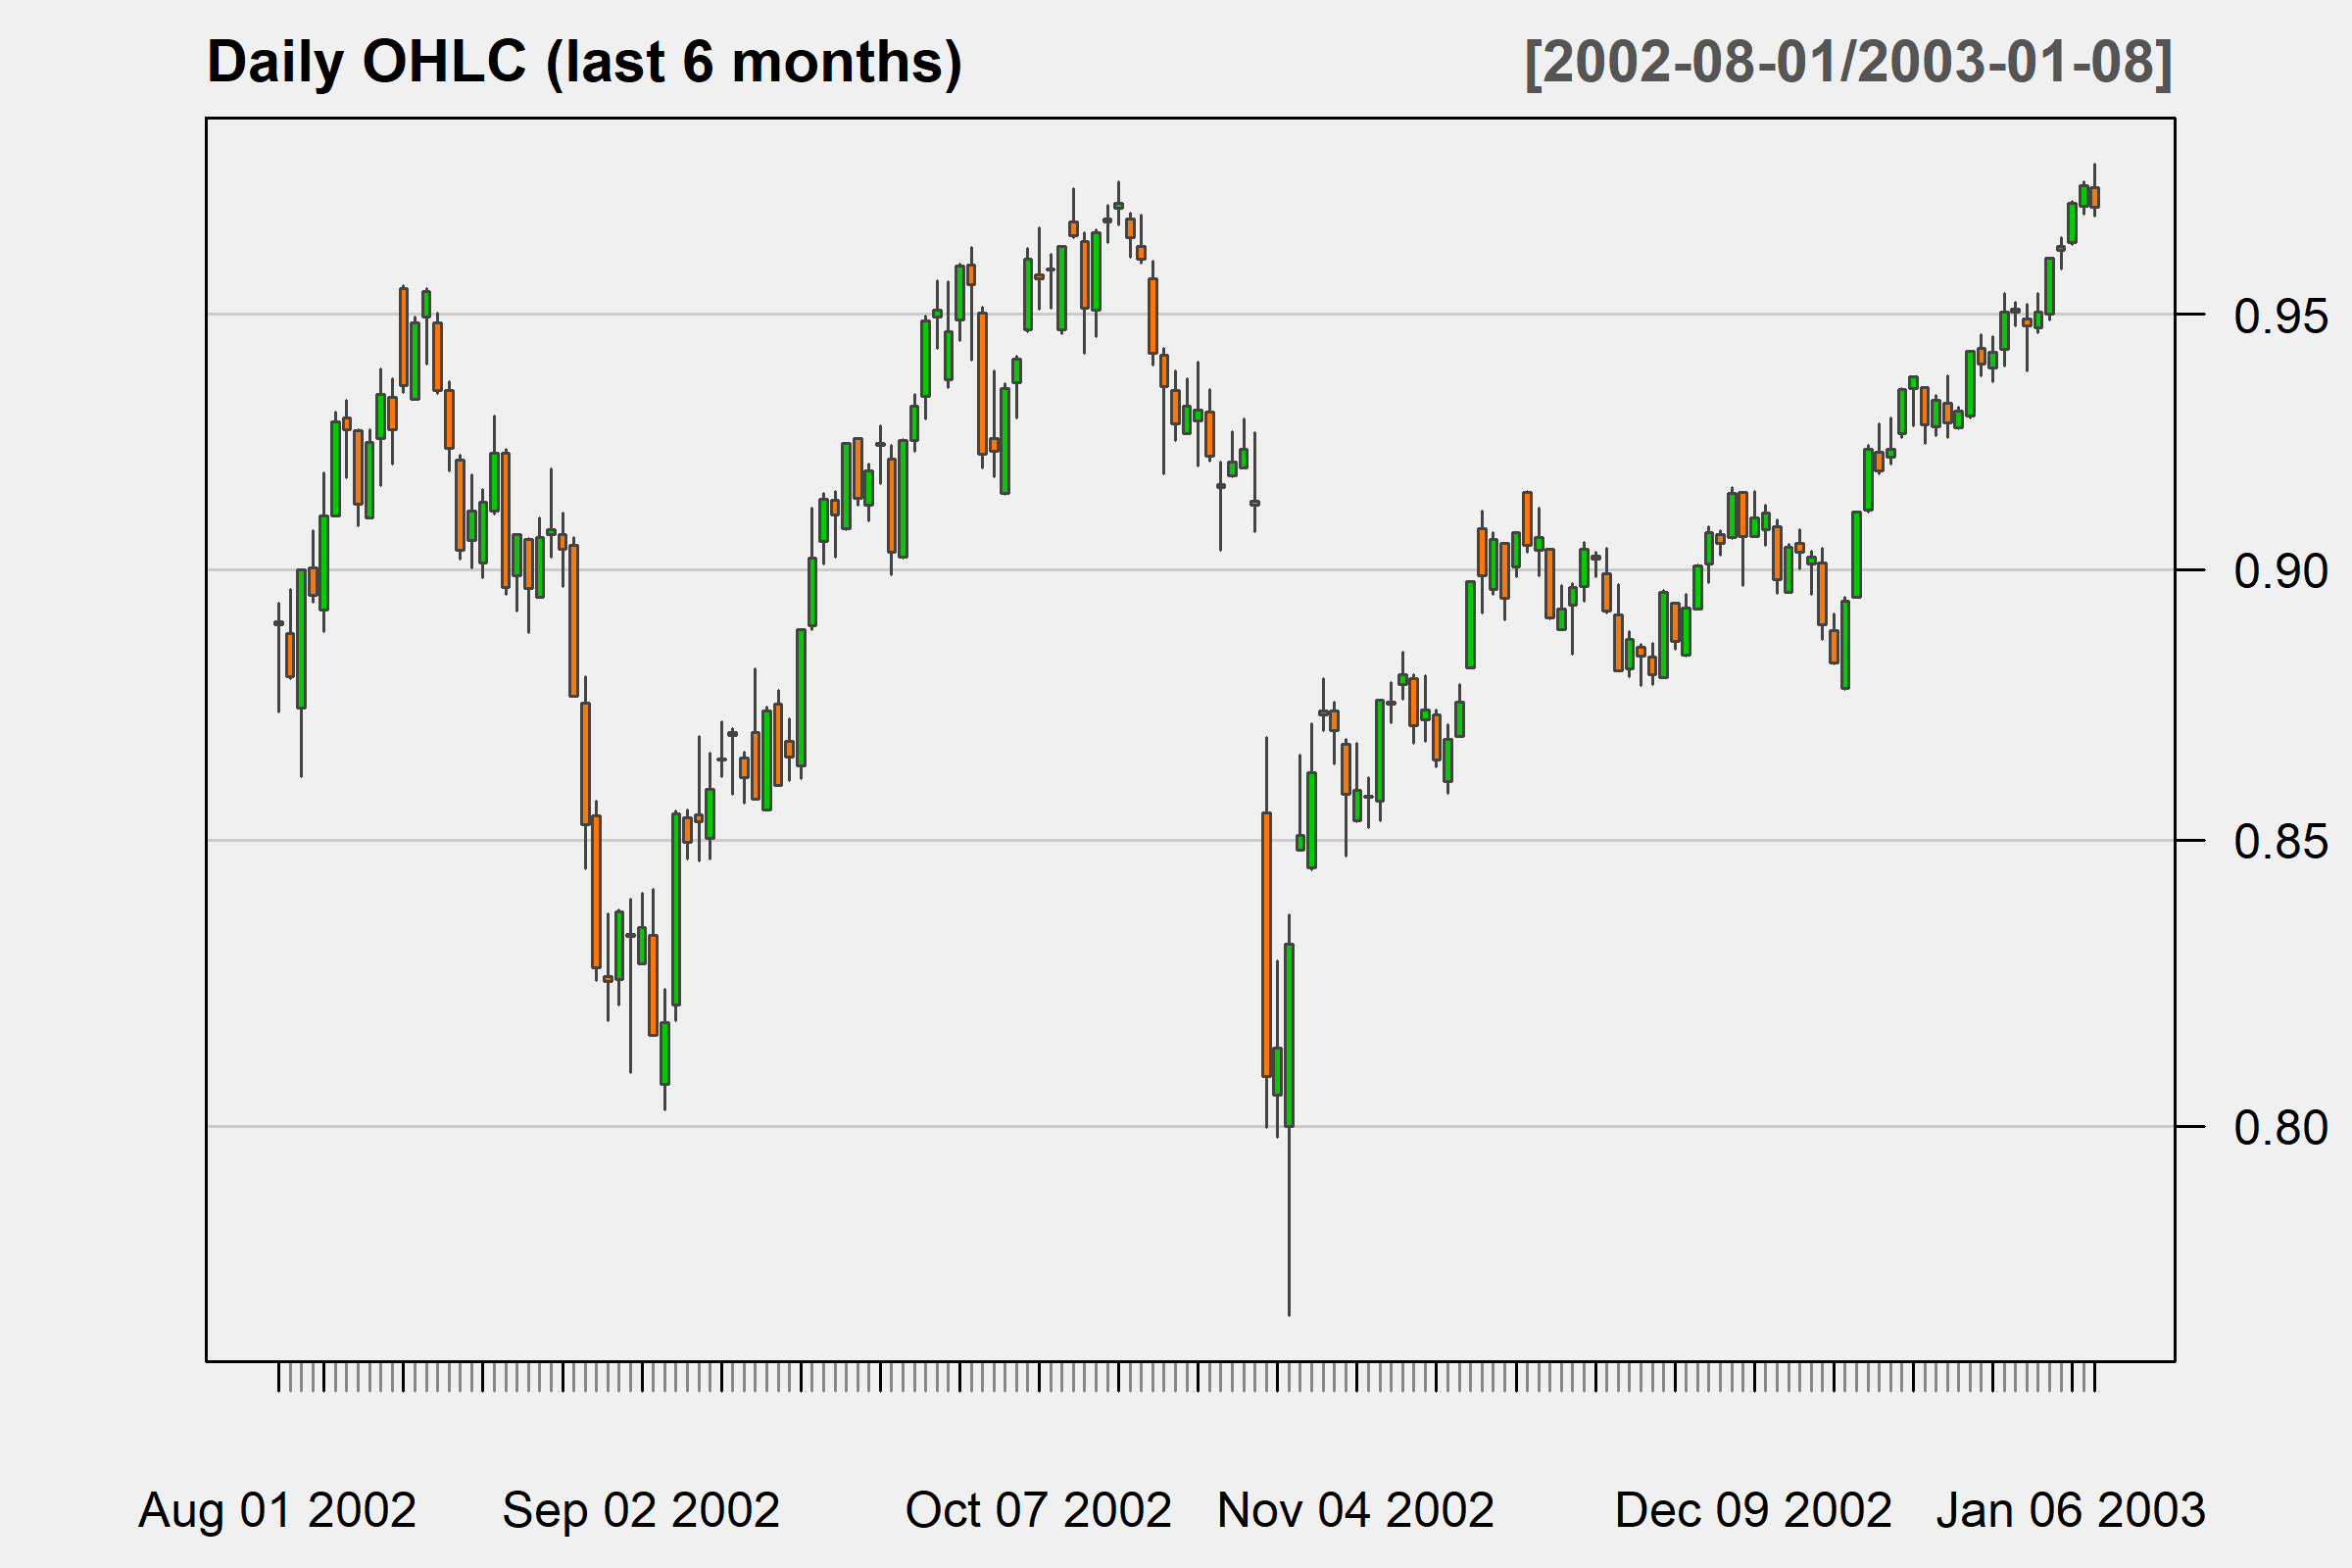 Daily OHLC (last 6 months) [2002-08-01/2003-01-08]
0.95
0.90
0.85
0.80
Aug 01 2002 Sep 02 2002 Oct 07 2002 Nov 04 2002 Dec 09 2002 Jan 06 2003